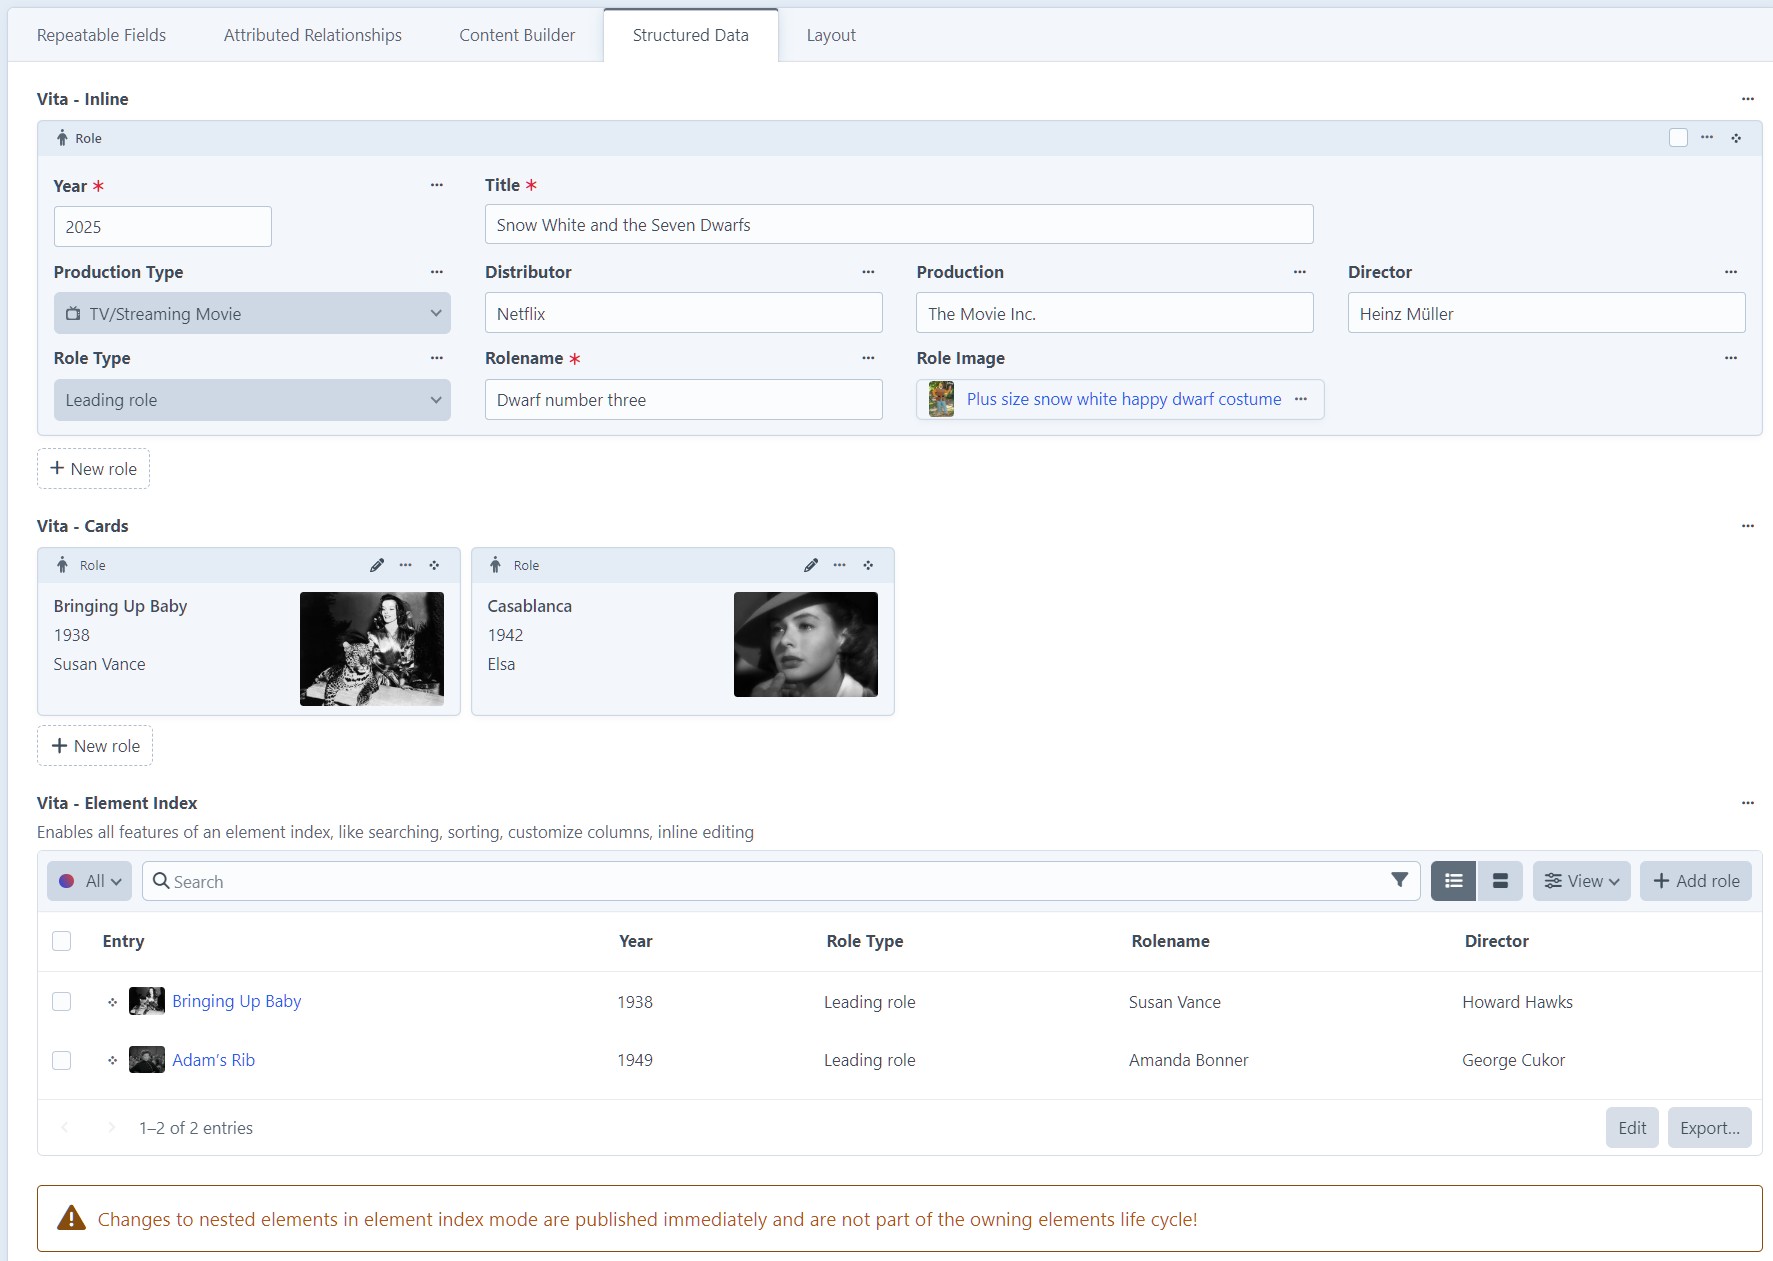 Repeatable Fields Attributed Relationships Content Builder Structured Data Layout
Vita - Inline
Role
Year * Title *
2025 Snow White and the Seven Dwarfs
Production Type Distributor Production Director
TV/Streaming Movie Netflix The Movie Inc. Heinz Müller
Role Type Rolename * Role Image
Leading role Dwarf number three Plus size snow white happy dwarf costume
+ New role
Vita - Cards
Role Role
Bringing Up Baby Casablanca
1938 1942
Susan Vance Elsa
+ New role
Vita - Element Index
Enables all features of an element index, like searching, sorting, customize columns, inline editing
All Search View + Add role
Entry Year Role Type Rolename Director
Bringing Up Baby 1938 Leading role Susan Vance Howard Hawks
Adam's Rib 1949 Leading role Amanda Bonner George Cukor
1–2 of 2 entries Edit Export...
Changes to nested elements in element index mode are published immediately and are not part of the owning elements life cycle!